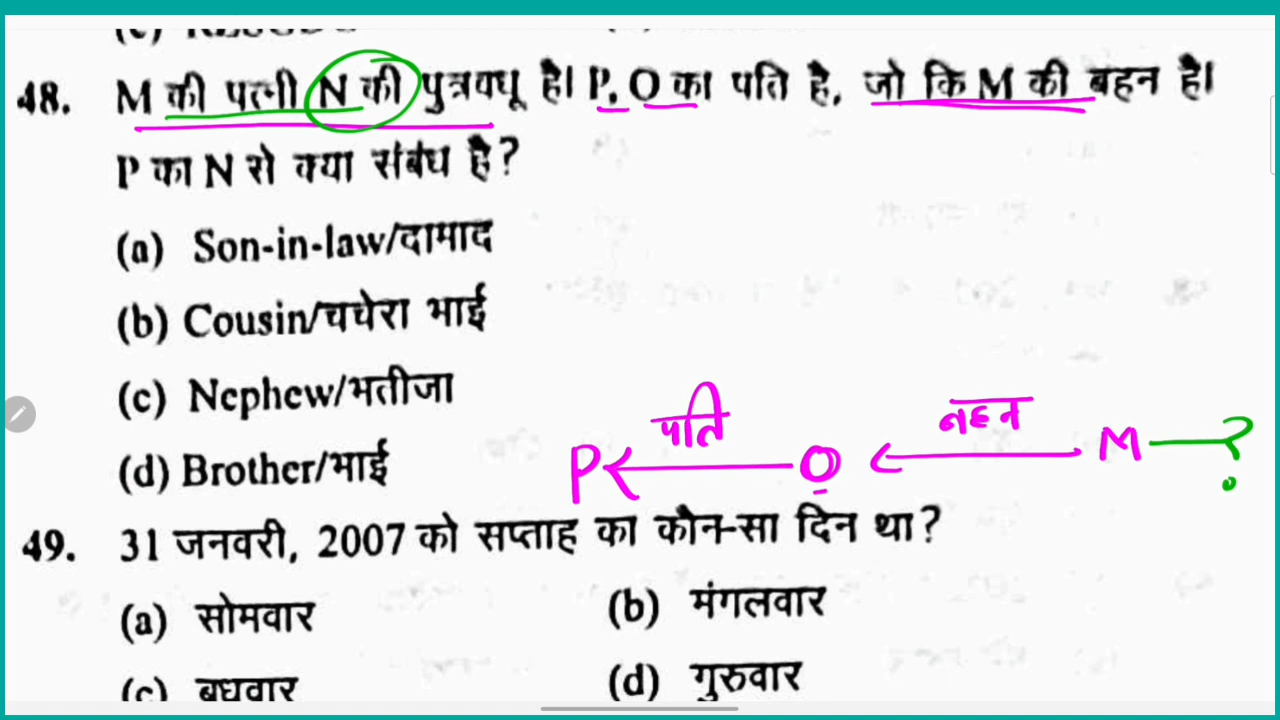 48. M की पत्नी N की पुत्रवधू है। P, O का पति है, जो कि M की बहन है।
P का N से क्या संबंध है?
(a) Son-in-law/दामाद
(b) Cousin/चचेरा भाई
(c) Nephew/भतीजा
(d) Brother/भाई
P पति O बहन M ?
49. 31 जनवरी, 2007 को सप्ताह का कौन-सा दिन था?
(a) सोमवार (b) मंगलवार
(c) बुधवार (d) गुरुवार